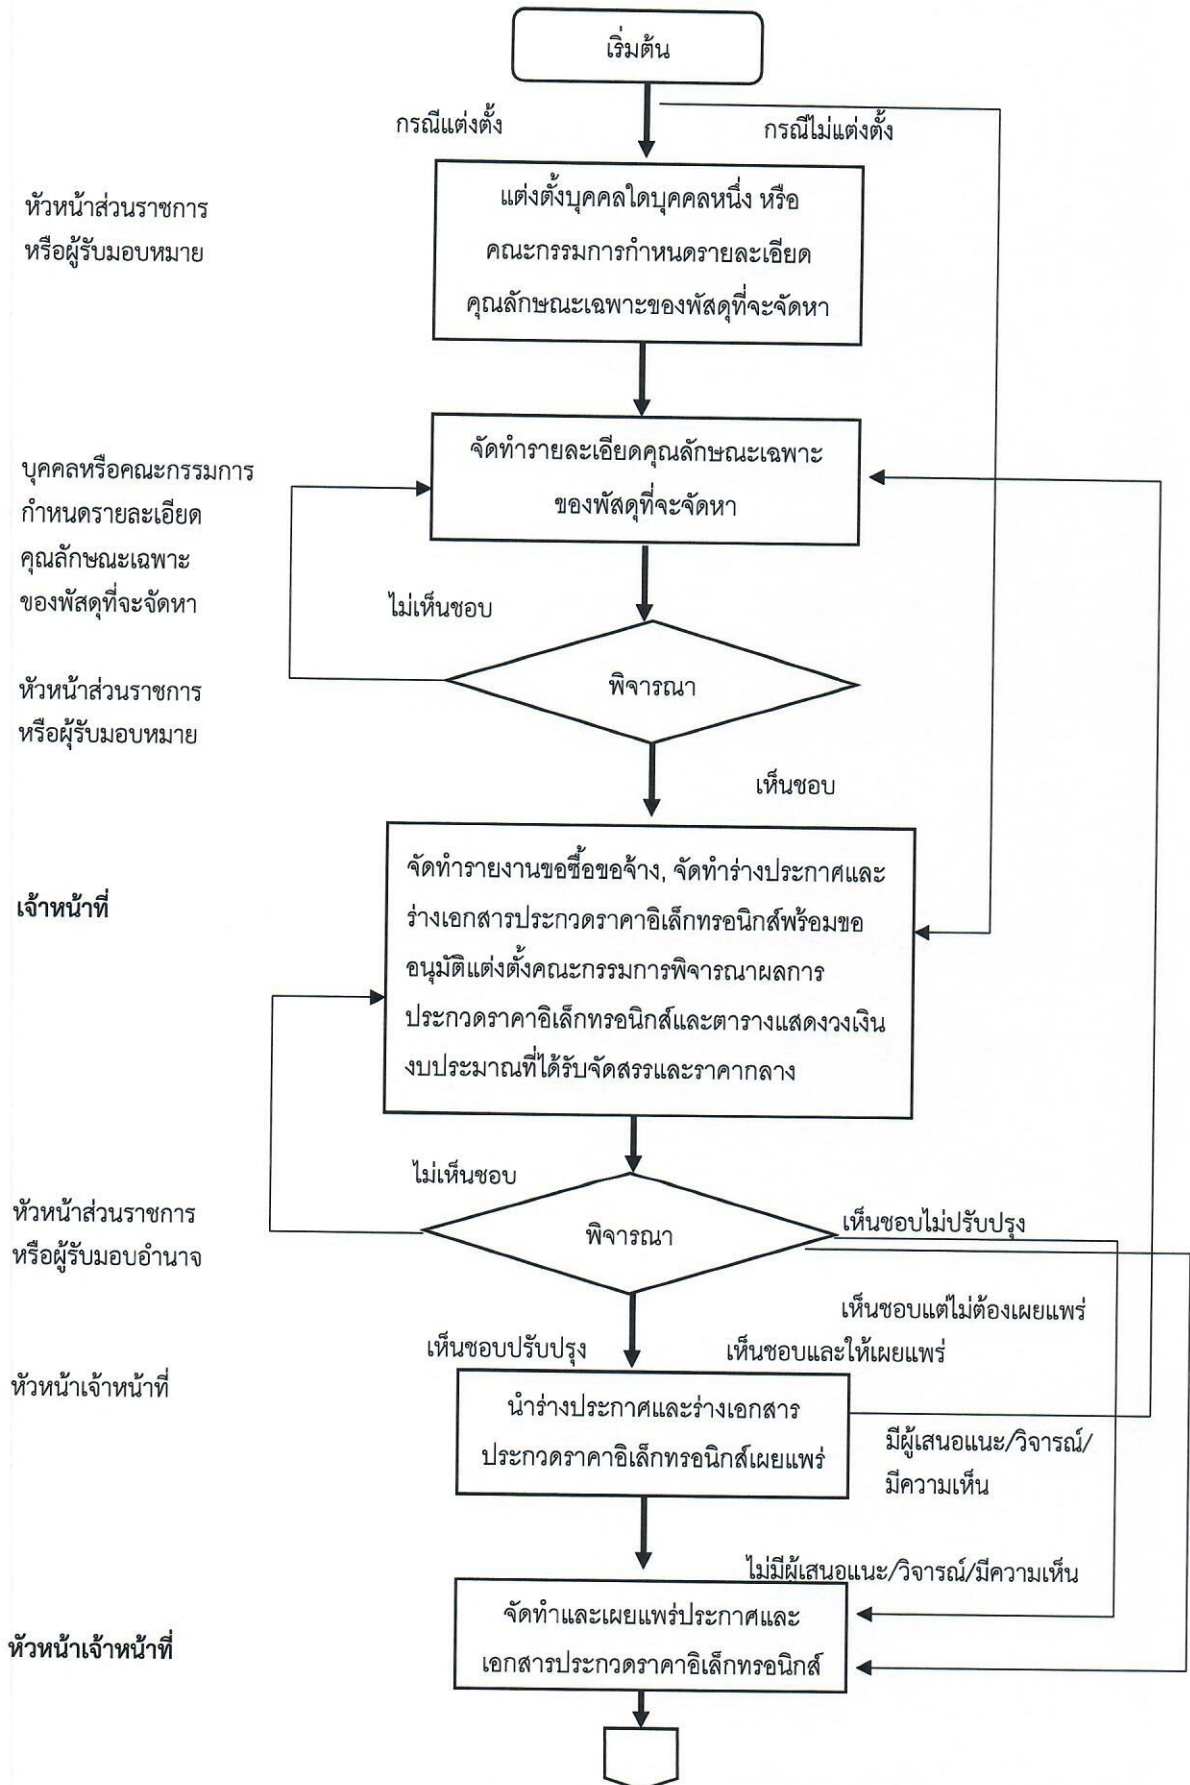 เริ่มต้น
กรณีแต่งตั้ง
กรณีไม่แต่งตั้ง
หัวหน้าส่วนราชการ
หรือผู้รับมอบหมาย
แต่งตั้งบุคคลใดบุคคลหนึ่ง หรือ
คณะกรรมการกำหนดรายละเอียด
คุณลักษณะเฉพาะของพัสดุที่จะจัดหา
บุคคลหรือคณะกรรมการ
กำหนดรายละเอียด
คุณลักษณะเฉพาะ
ของพัสดุที่จะจัดหา
จัดทำรายละเอียดคุณลักษณะเฉพาะ
ของพัสดุที่จะจัดหา
ไม่เห็นชอบ
หัวหน้าส่วนราชการ
หรือผุ้รับมอบหมาย
พิจารณา
เห็นชอบ
เจ้าหน้าที่
จัดทำรายงานขอซื้อขอจ้าง, จัดทำร่างประกาศและ
ร่างเอกสารประกวดราคาอิเล็กทรอนิกส์พร้อมขอ
อนุมัติแต่งตั้งคณะกรรมการพิจารณาผลการ
ประกวดราคาอิเล็กทรอนิกส์และตารางแสดงวงเงิน
งบประมาณที่ได้รับจัดสรรและราคากลาง
ไม่เห็นชอบ
หัวหน้าส่วนราชการ
หรือผู้รับมอบอำนาจ
พิจารณา
เห็นชอบไม่ปรับปรุง
เห็นชอบแต่ไม่ต้องเผยแพร่
เห็นชอบปรับปรุง
เห็นชอบและให้เผยแพร่
หัวหน้าเจ้าหน้าที่
นำร่างประกาศและร่างเอกสาร
ประกวดราคาอิเล็กทรอนิกส์เผยแพร่
มีผู้เสนอแนะ/วิจารณ์/
มีความเห็น
ไม่มีผู้เสนอแนะ/วิจารณ์/มีความเห็น
หัวหน้าเจ้าหน้าที่
จัดทำและเผยแพร่ประกาศและ
เอกสารประกวดราคาอิเล็กทรอนิกส์